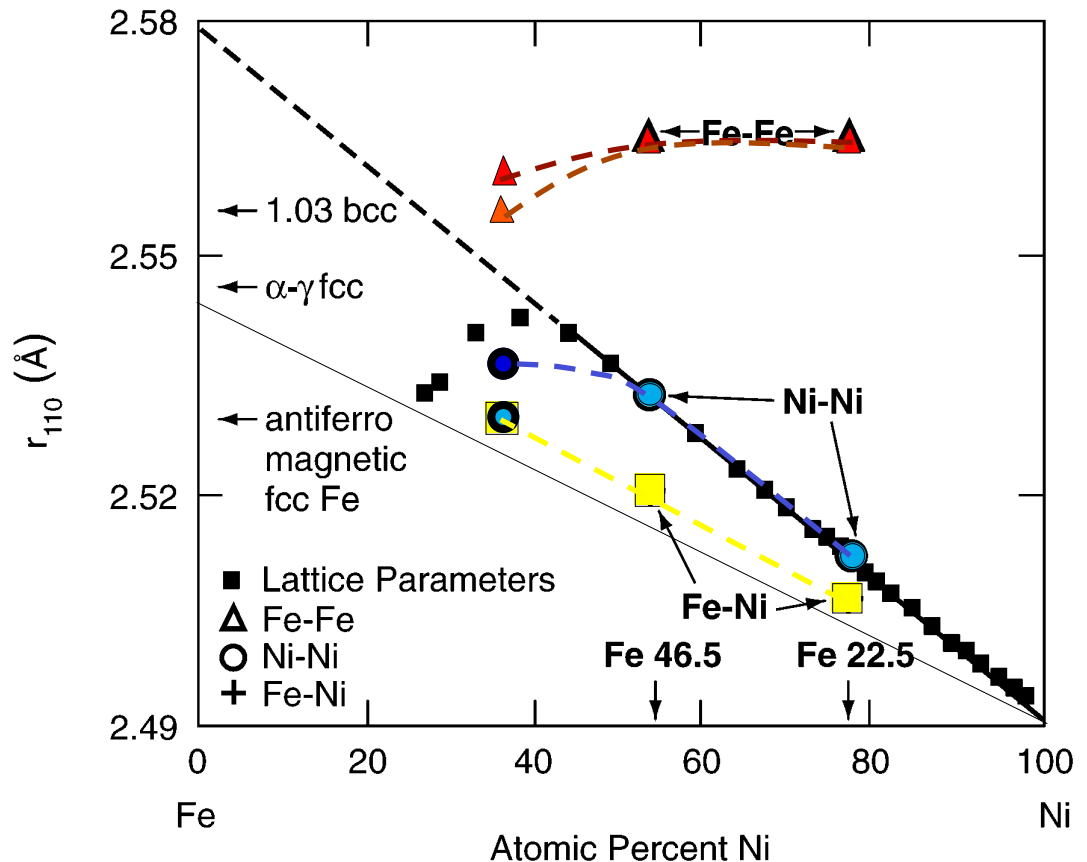 2.58
Fe-Fe
1.03 bcc
2.55
α-γ fcc
r110 (Å)
antiferro
magnetic
fcc Fe
Ni-Ni
2.52
Lattice Parameters
Fe-Fe
Ni-Ni
Fe-Ni
Fe-Ni
Fe 46.5
Fe 22.5
2.49
0 20 40 60 80 100
Fe Ni
Atomic Percent Ni